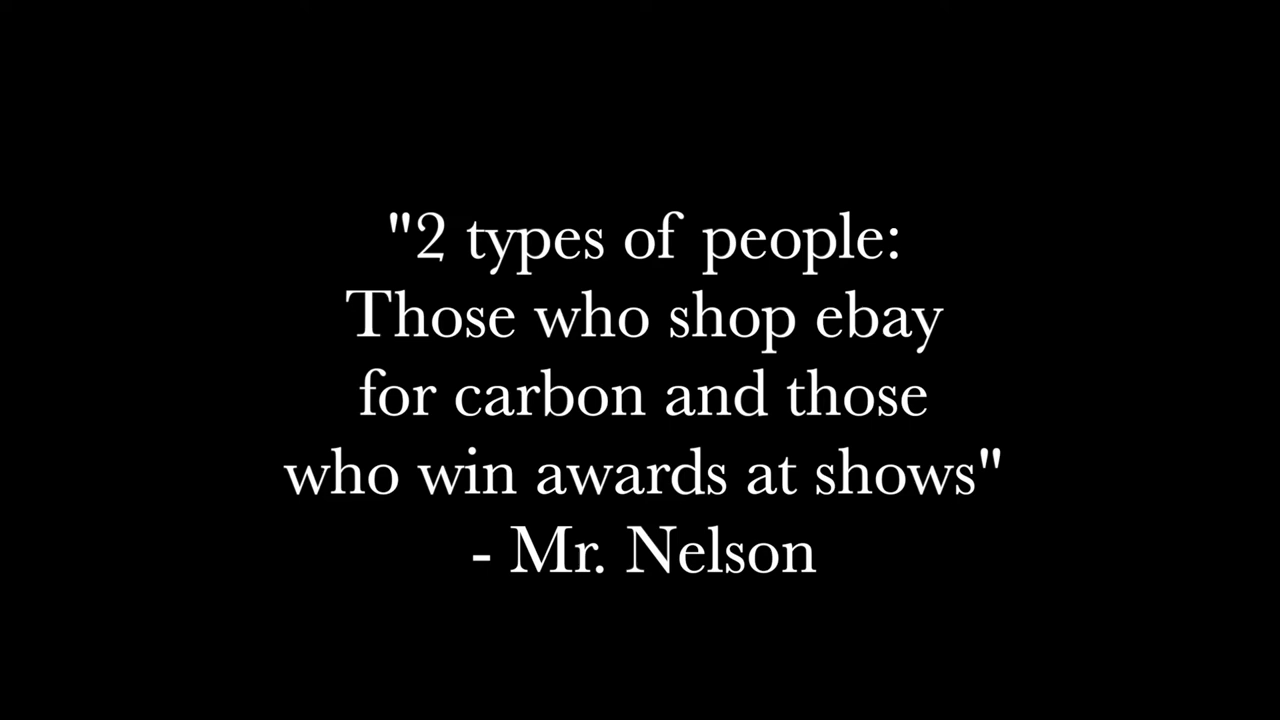 "2 types of people:
Those who shop ebay
for carbon and those
who win awards at shows"
- Mr. Nelson